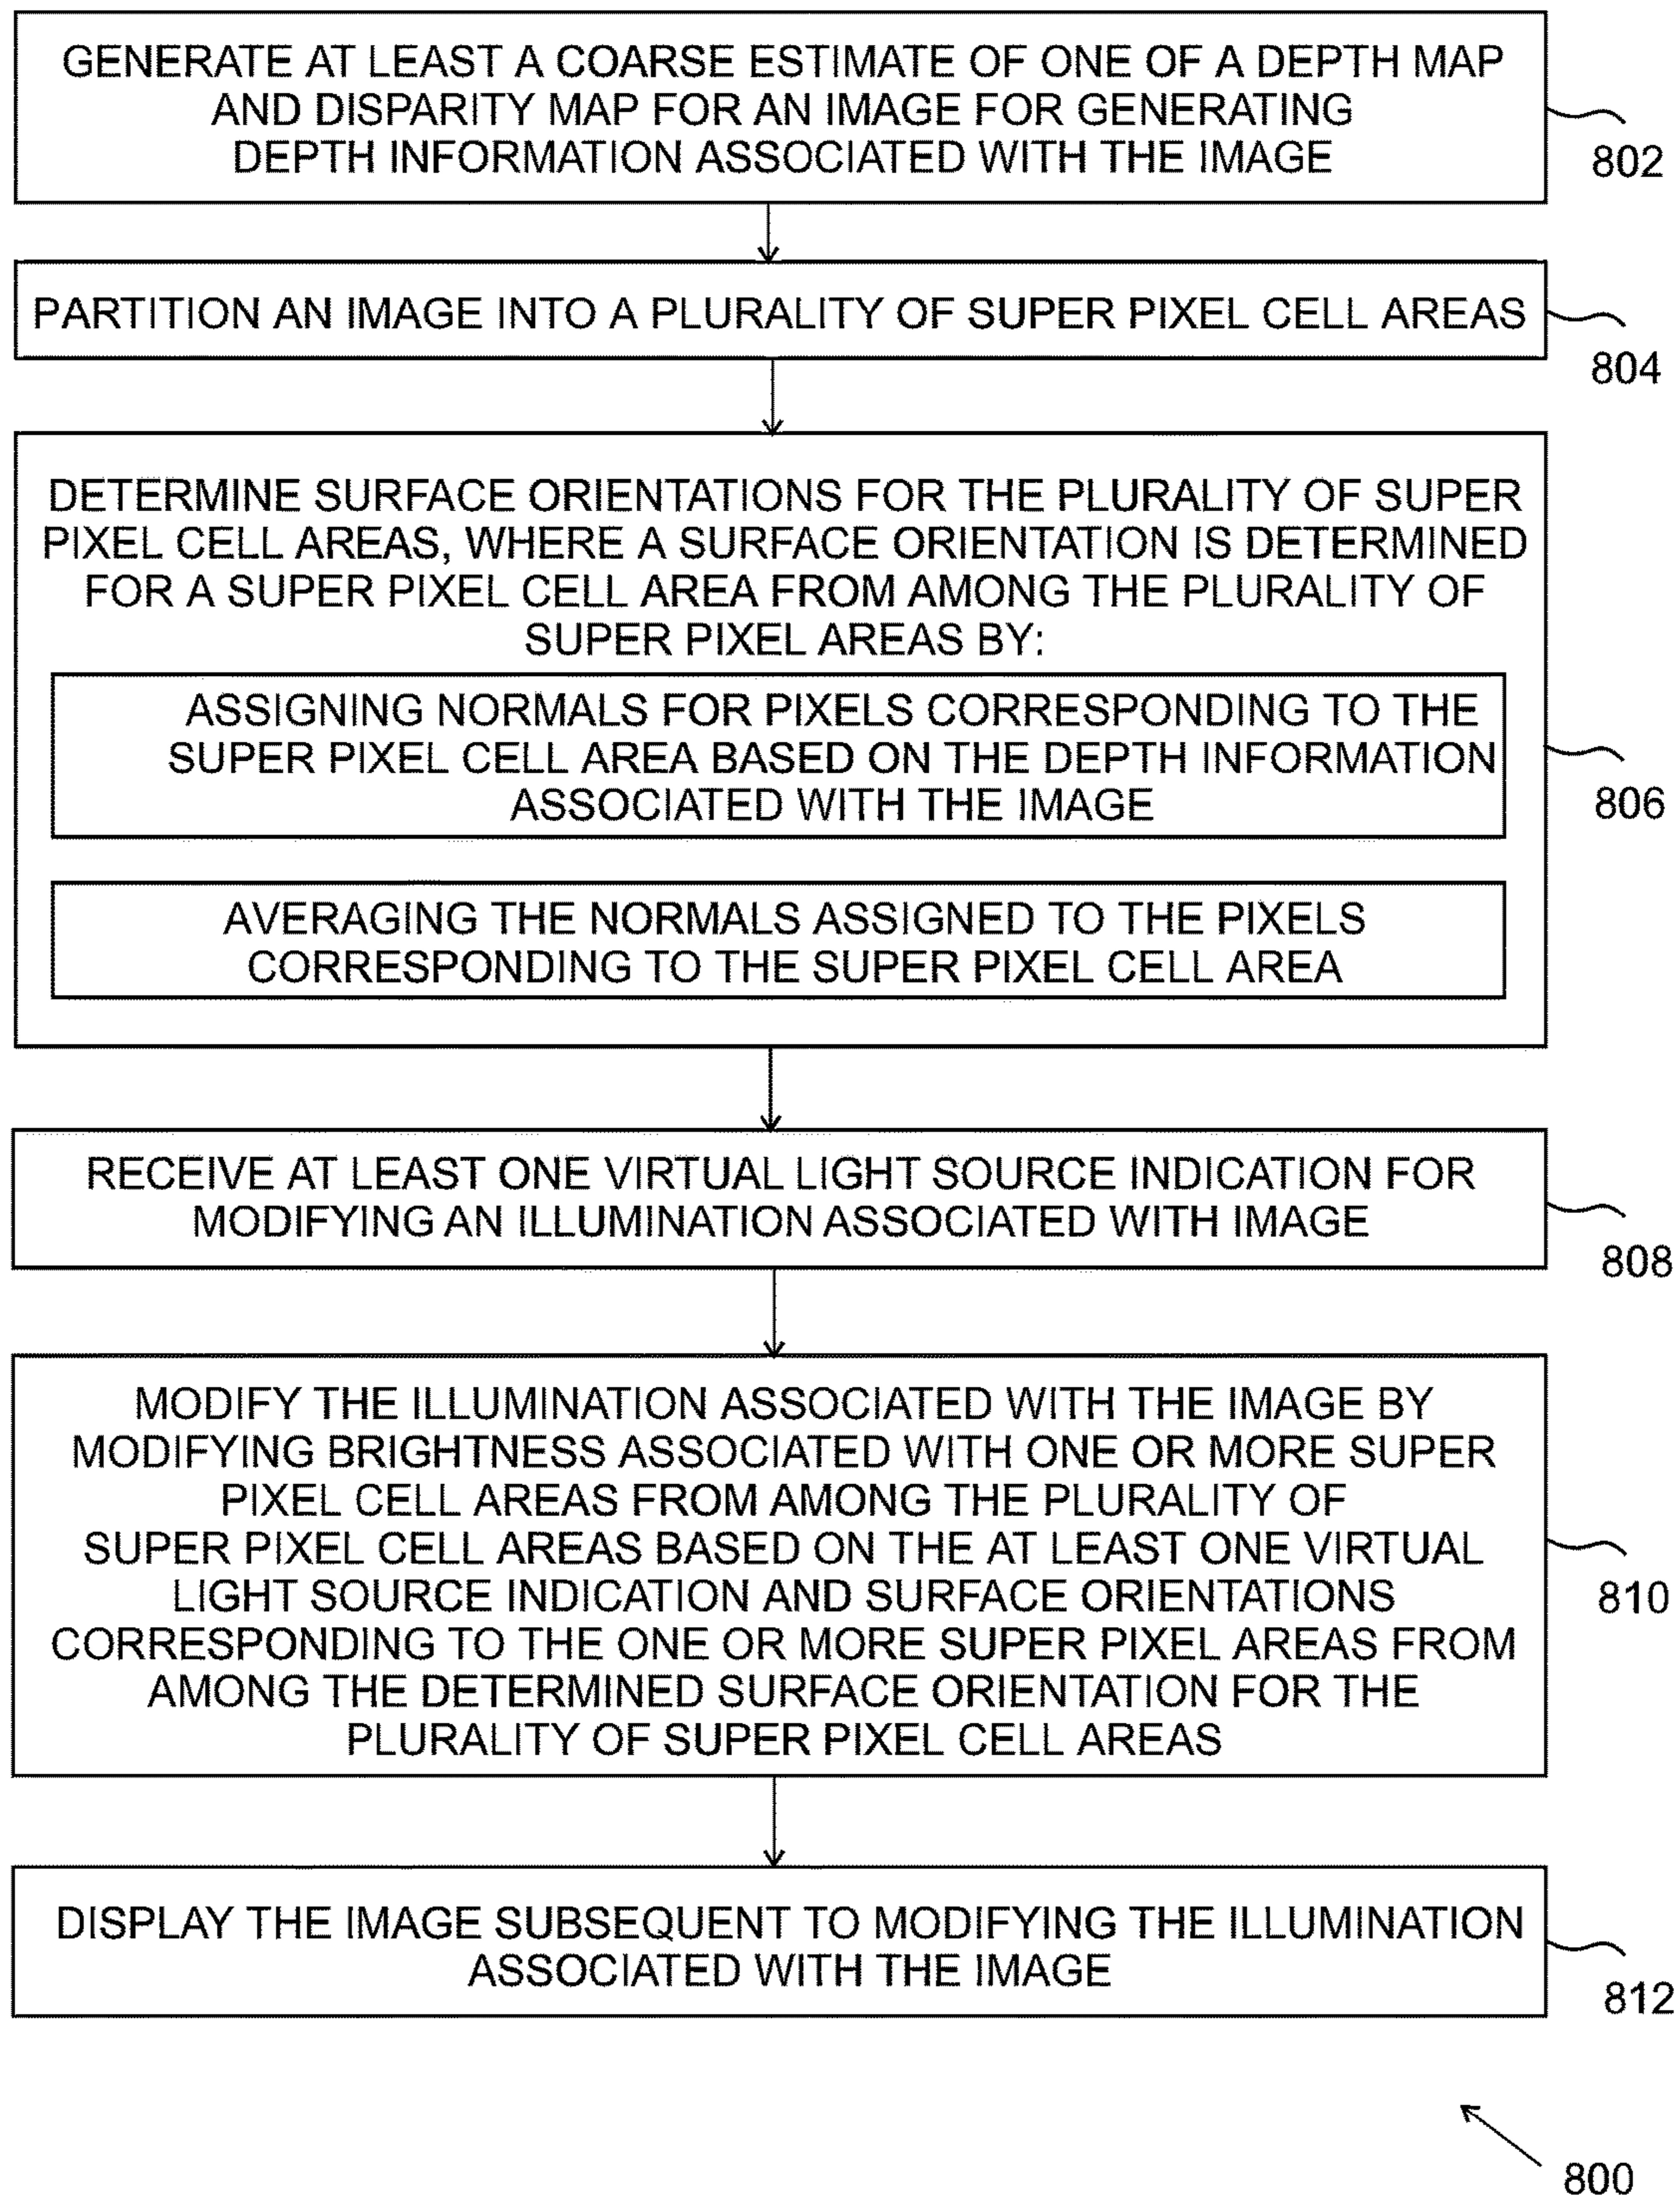 GENERATE AT LEAST A COARSE ESTIMATE OF ONE OF A DEPTH MAP
AND DISPARITY MAP FOR AN IMAGE FOR GENERATING
DEPTH INFORMATION ASSOCIATED WITH THE IMAGE
802
PARTITION AN IMAGE INTO A PLURALITY OF SUPER PIXEL CELL AREAS
804
DETERMINE SURFACE ORIENTATIONS FOR THE PLURALITY OF SUPER
PIXEL CELL AREAS, WHERE A SURFACE ORIENTATION IS DETERMINED
FOR A SUPER PIXEL CELL AREA FROM AMONG THE PLURALITY OF
SUPER PIXEL AREAS BY:
ASSIGNING NORMALS FOR PIXELS CORRESPONDING TO THE
SUPER PIXEL CELL AREA BASED ON THE DEPTH INFORMATION
ASSOCIATED WITH THE IMAGE
806
AVERAGING THE NORMALS ASSIGNED TO THE PIXELS
CORRESPONDING TO THE SUPER PIXEL CELL AREA
RECEIVE AT LEAST ONE VIRTUAL LIGHT SOURCE INDICATION FOR
MODIFYING AN ILLUMINATION ASSOCIATED WITH IMAGE
808
MODIFY THE ILLUMINATION ASSOCIATED WITH THE IMAGE BY
MODIFYING BRIGHTNESS ASSOCIATED WITH ONE OR MORE SUPER
PIXEL CELL AREAS FROM AMONG THE PLURALITY OF
SUPER PIXEL CELL AREAS BASED ON THE AT LEAST ONE VIRTUAL
LIGHT SOURCE INDICATION AND SURFACE ORIENTATIONS
CORRESPONDING TO THE ONE OR MORE SUPER PIXEL AREAS FROM
AMONG THE DETERMINED SURFACE ORIENTATION FOR THE
PLURALITY OF SUPER PIXEL CELL AREAS
810
DISPLAY THE IMAGE SUBSEQUENT TO MODIFYING THE ILLUMINATION
ASSOCIATED WITH THE IMAGE
812
800